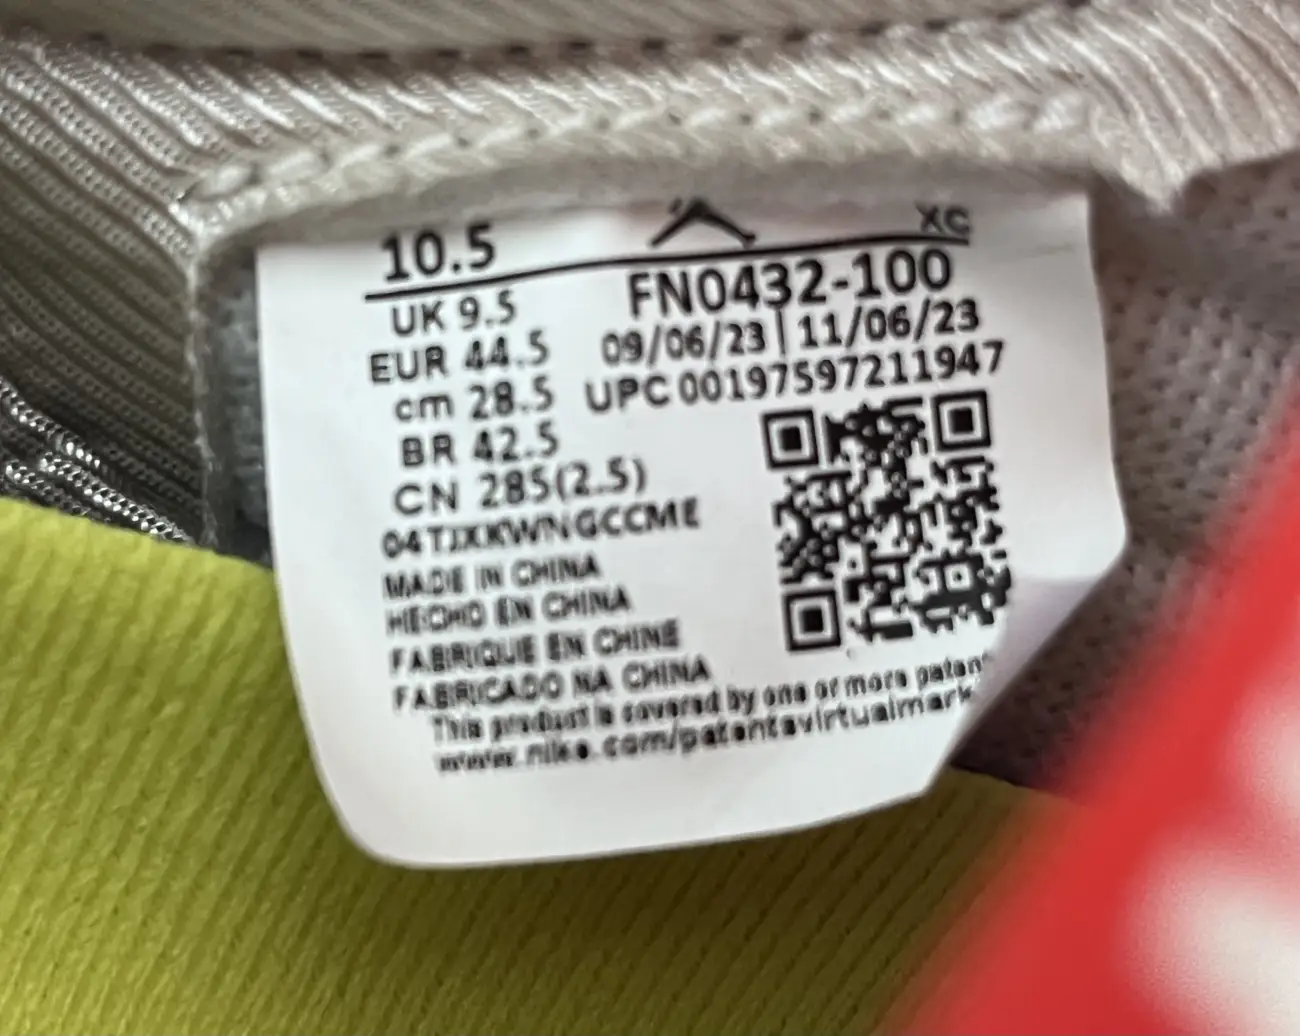 10.5 XC
UK 9.5 FN0432-100
EUR 44.5 09/06/23 | 11/06/23
cm 28.5 UPC 00197597211947
BR 42.5
CN 285(2.5)
04TJXKWNGCCME
MADE IN CHINA
HECHO EN CHINA
FABRIQUE EN CHINE
FABRICADO NA CHINA
This product is covered by one or more patent
www.nike.com/patentsvirtualmark